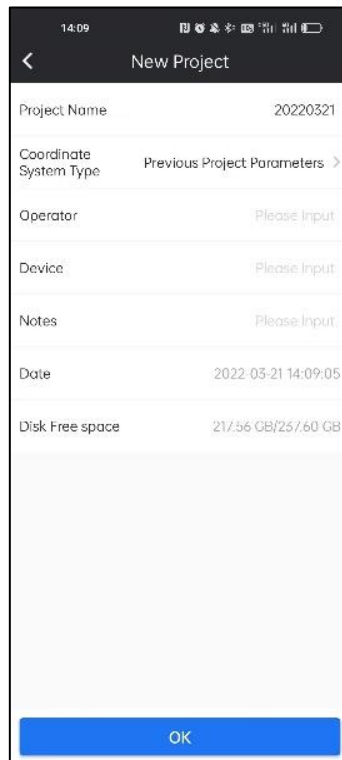 14:09
New Project
Project Name 20220321
Coordinate
System Type Previous Project Parameters >
Operator Please Input
Device Please Input
Notes Please Input
Date 2022-03-21 14:09:05
Disk Free space 217.56 GB/237.60 GB
OK